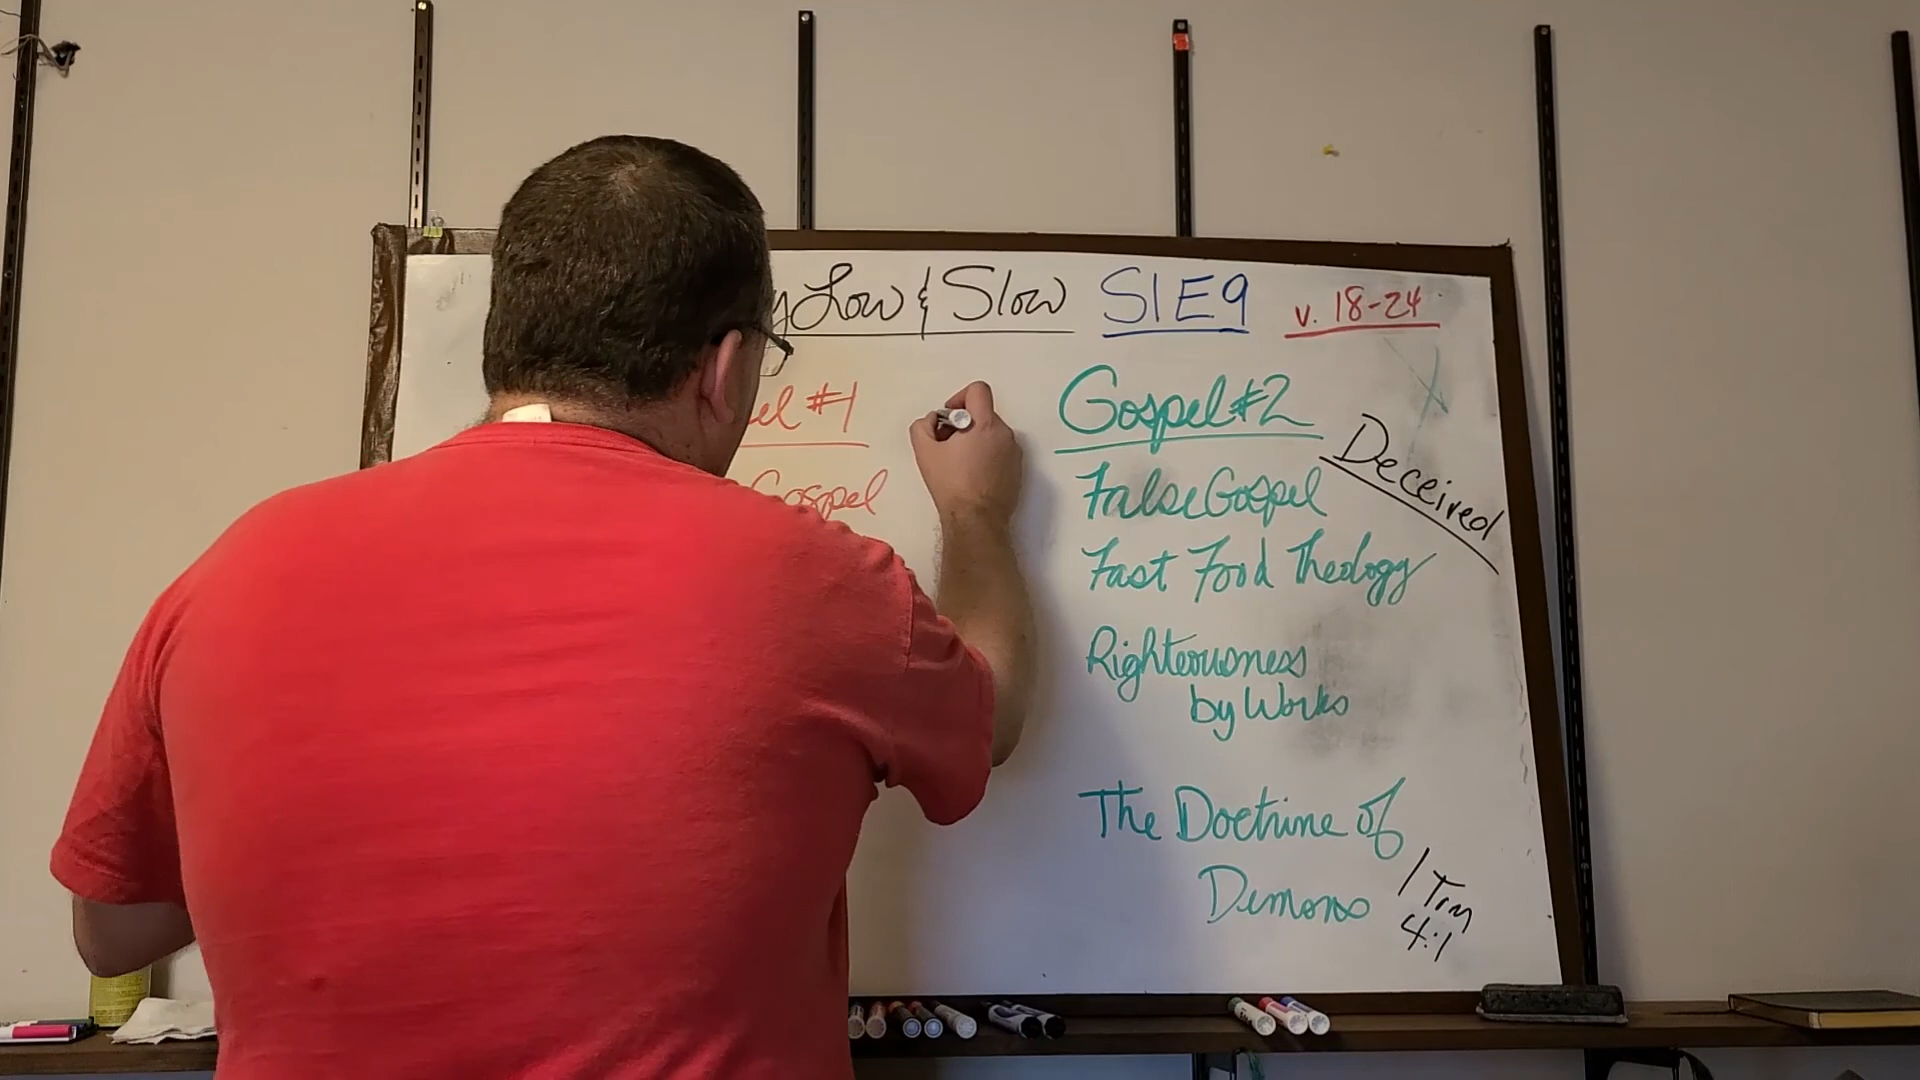 Low & Slow S1E9 v. 18-24
el #1
Gospel
Gospel #2
Deceived
False Gospel
Fast Food Theology
Righteousness
by Works
The Doctrine of
Demons
1 Tim
4:1